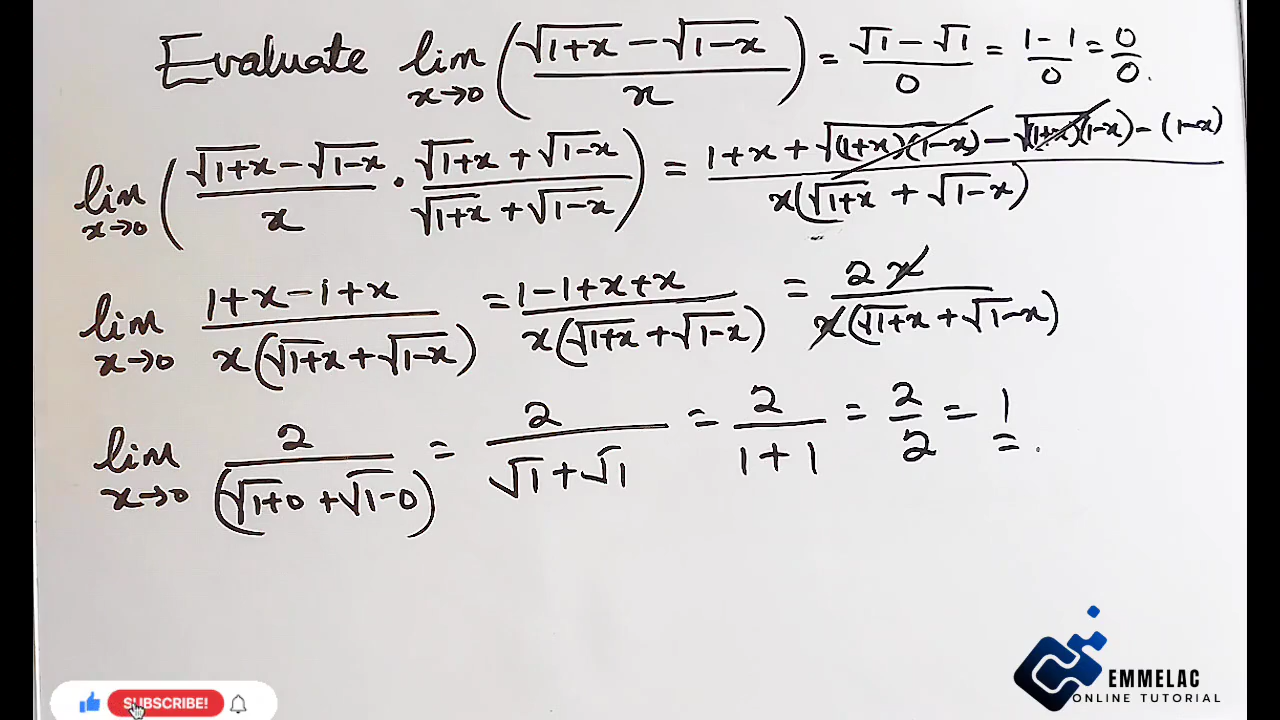 Evaluate lim x→0 ( (√1+x − √1−x) / x ) = (√1 − √1) / 0 = (1 − 1) / 0 = 0 / 0.
lim x→0 ( (√1+x − √1−x) / x · (√1+x + √1−x) / (√1+x + √1−x) ) = (1+x + √(1+x)(1−x) − √(1+x)(1−x) − (1−x)) / x(√1+x + √1−x)
lim x→0 (1+x−1+x) / x(√1+x + √1−x) = (1−1+x+x) / x(√1+x + √1−x) = 2x / x(√1+x + √1−x)
lim x→0 2 / (√1+0 + √1−0) = 2 / (√1 + √1) = 2 / (1+1) = 2 / 2 = 1 = .
EMMELAC
ONLINE TUTORIAL
SUBSCRIBE!